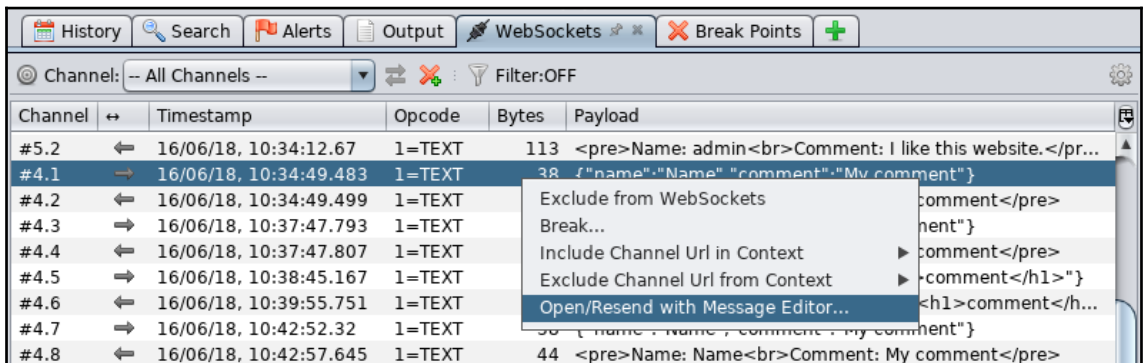 History Search Alerts Output WebSockets Break Points
Channel: -- All Channels -- Filter:OFF
Channel ↔ Timestamp Opcode Bytes Payload
#5.2 16/06/18, 10:34:12.67 1=TEXT 113 <pre>Name: admin<br>Comment: I like this website.</pr...
#4.1 16/06/18, 10:34:49.483 1=TEXT 38 {"name":"Name","comment":"My comment"}
Exclude from WebSockets
#4.2 16/06/18, 10:34:49.499 1=TEXT comment</pre>
Break...
#4.3 16/06/18, 10:37:47.793 1=TEXT ment"}
Include Channel Url in Context
#4.4 16/06/18, 10:37:47.807 1=TEXT comment</pre>
Exclude Channel Url from Context
#4.5 16/06/18, 10:38:45.167 1=TEXT >comment</h1>"}
Open/Resend with Message Editor...
#4.6 16/06/18, 10:39:55.751 1=TEXT <h1>comment</h...
#4.7 16/06/18, 10:42:52.32 1=TEXT 38 {"name":"Name","comment":"My comment"}
#4.8 16/06/18, 10:42:57.645 1=TEXT 44 <pre>Name: Name<br>Comment: My comment</pre>